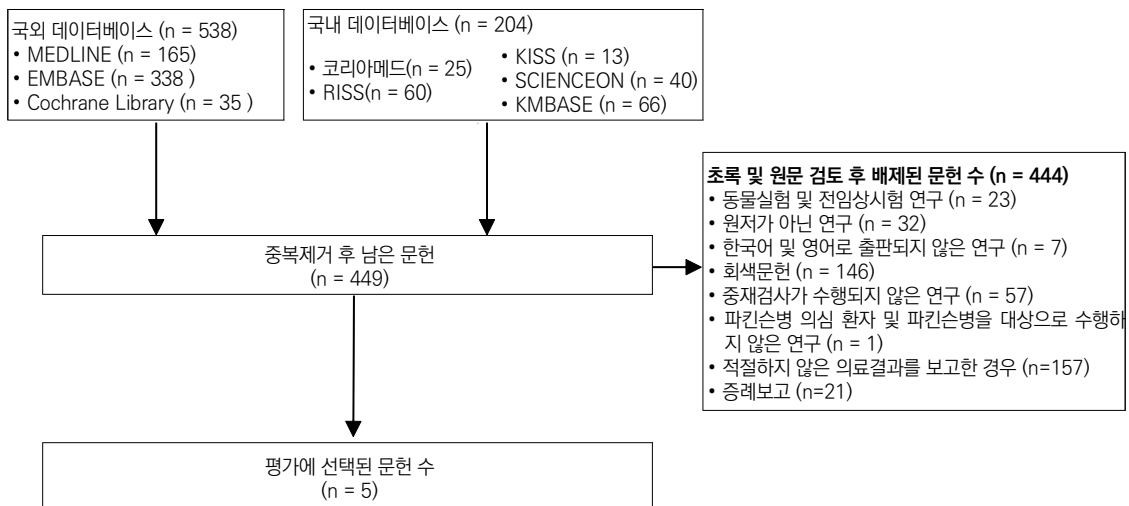 국외 데이터베이스 (n = 538)
• MEDLINE (n = 165)
• EMBASE (n = 338 )
• Cochrane Library (n = 35 )
국내 데이터베이스 (n = 204)
• 코리아메드(n = 25)
• RISS(n = 60)
• KISS (n = 13)
• SCIENCEON (n = 40)
• KMBASE (n = 66)
중복제거 후 남은 문헌
(n = 449)
초록 및 원문 검토 후 배제된 문헌 수 (n = 444)
• 동물실험 및 전임상시험 연구 (n = 23)
• 원저가 아닌 연구 (n = 32)
• 한국어 및 영어로 출판되지 않은 연구 (n = 7)
• 회색문헌 (n = 146)
• 중재검사가 수행되지 않은 연구 (n = 57)
• 파킨슨병 의심 환자 및 파킨슨병을 대상으로 수행하
지 않은 연구 (n = 1)
• 적절하지 않은 의료결과를 보고한 경우 (n=157)
• 증례보고 (n=21)
평가에 선택된 문헌 수
(n = 5)